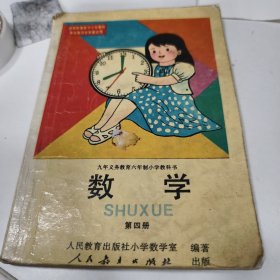 九年义务教育六年制小学教科书
数 学
SHUXUE
第四册
人民教育出版社小学数学室 编著
人民教育出版社 出版